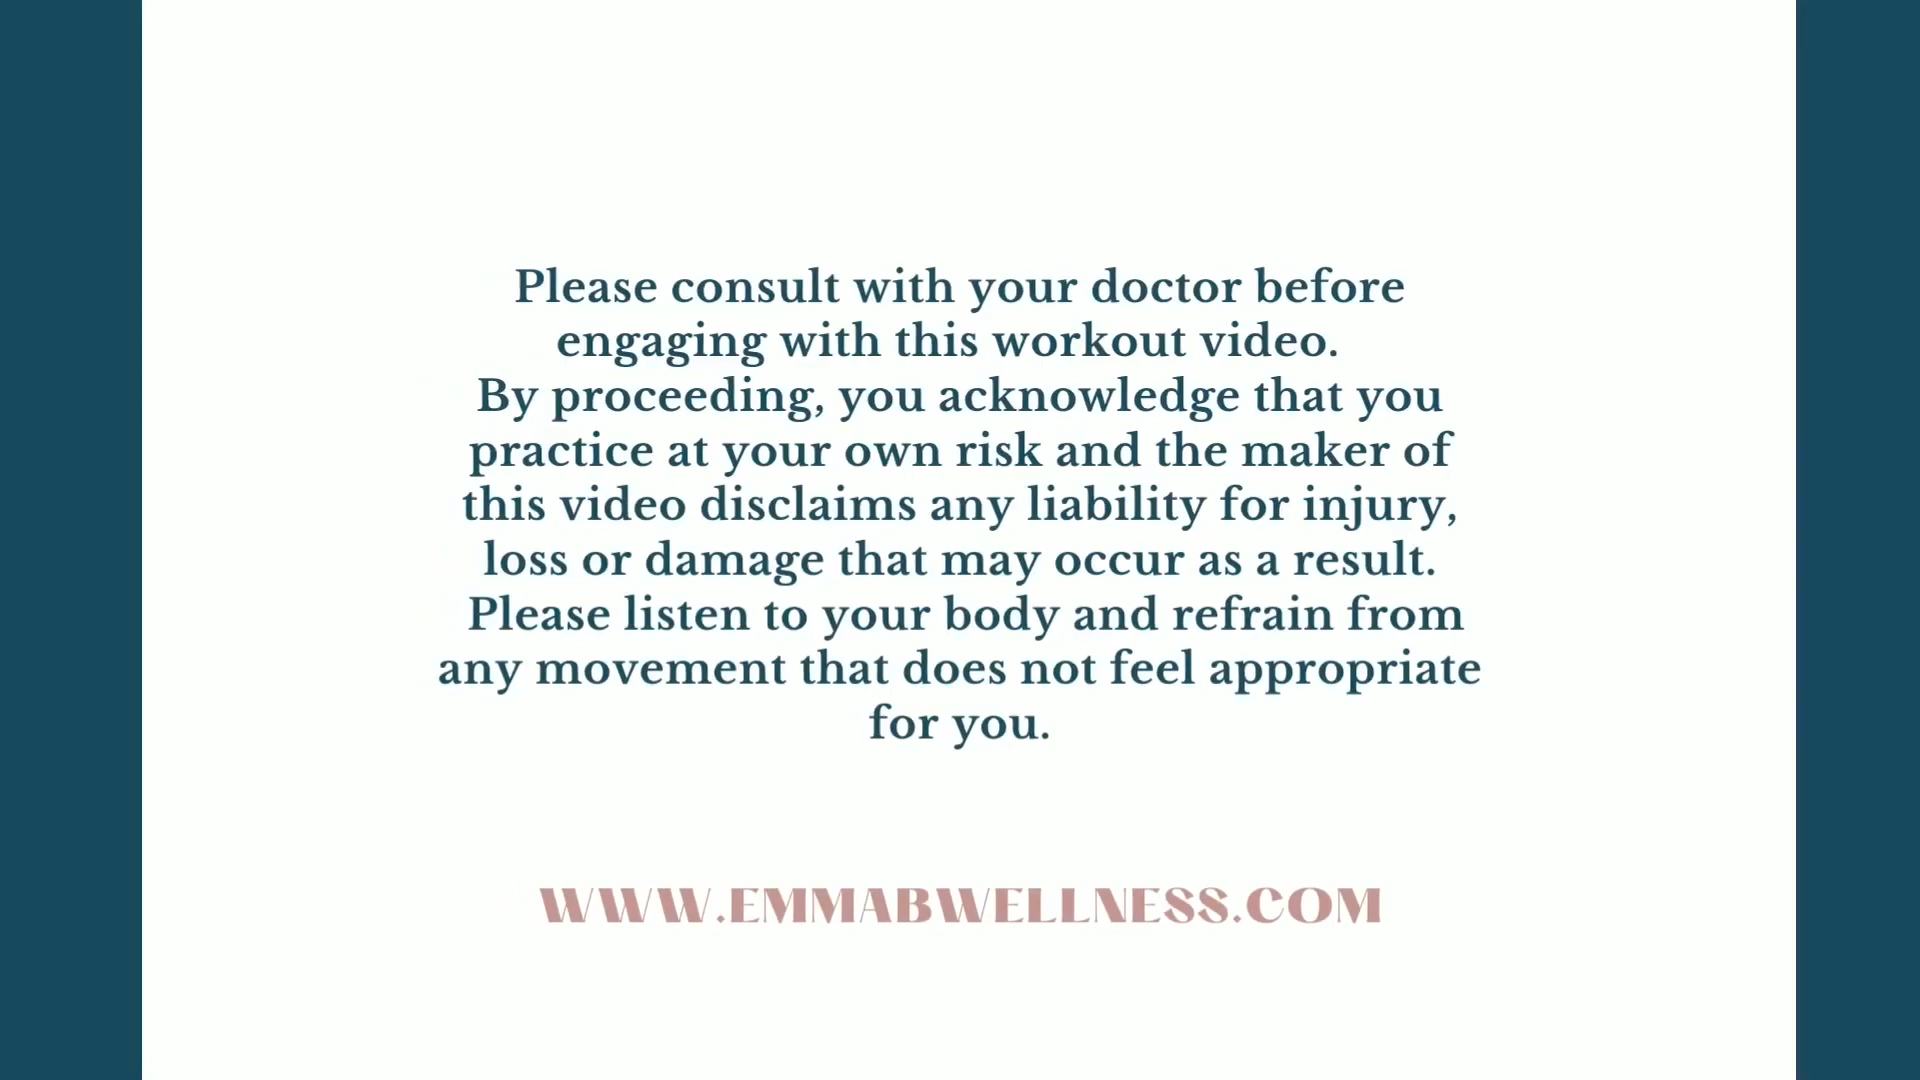 Please consult with your doctor before
engaging with this workout video.
By proceeding, you acknowledge that you
practice at your own risk and the maker of
this video disclaims any liability for injury,
loss or damage that may occur as a result.
Please listen to your body and refrain from
any movement that does not feel appropriate
for you.
WWW.EMMABWELLNESS.COM